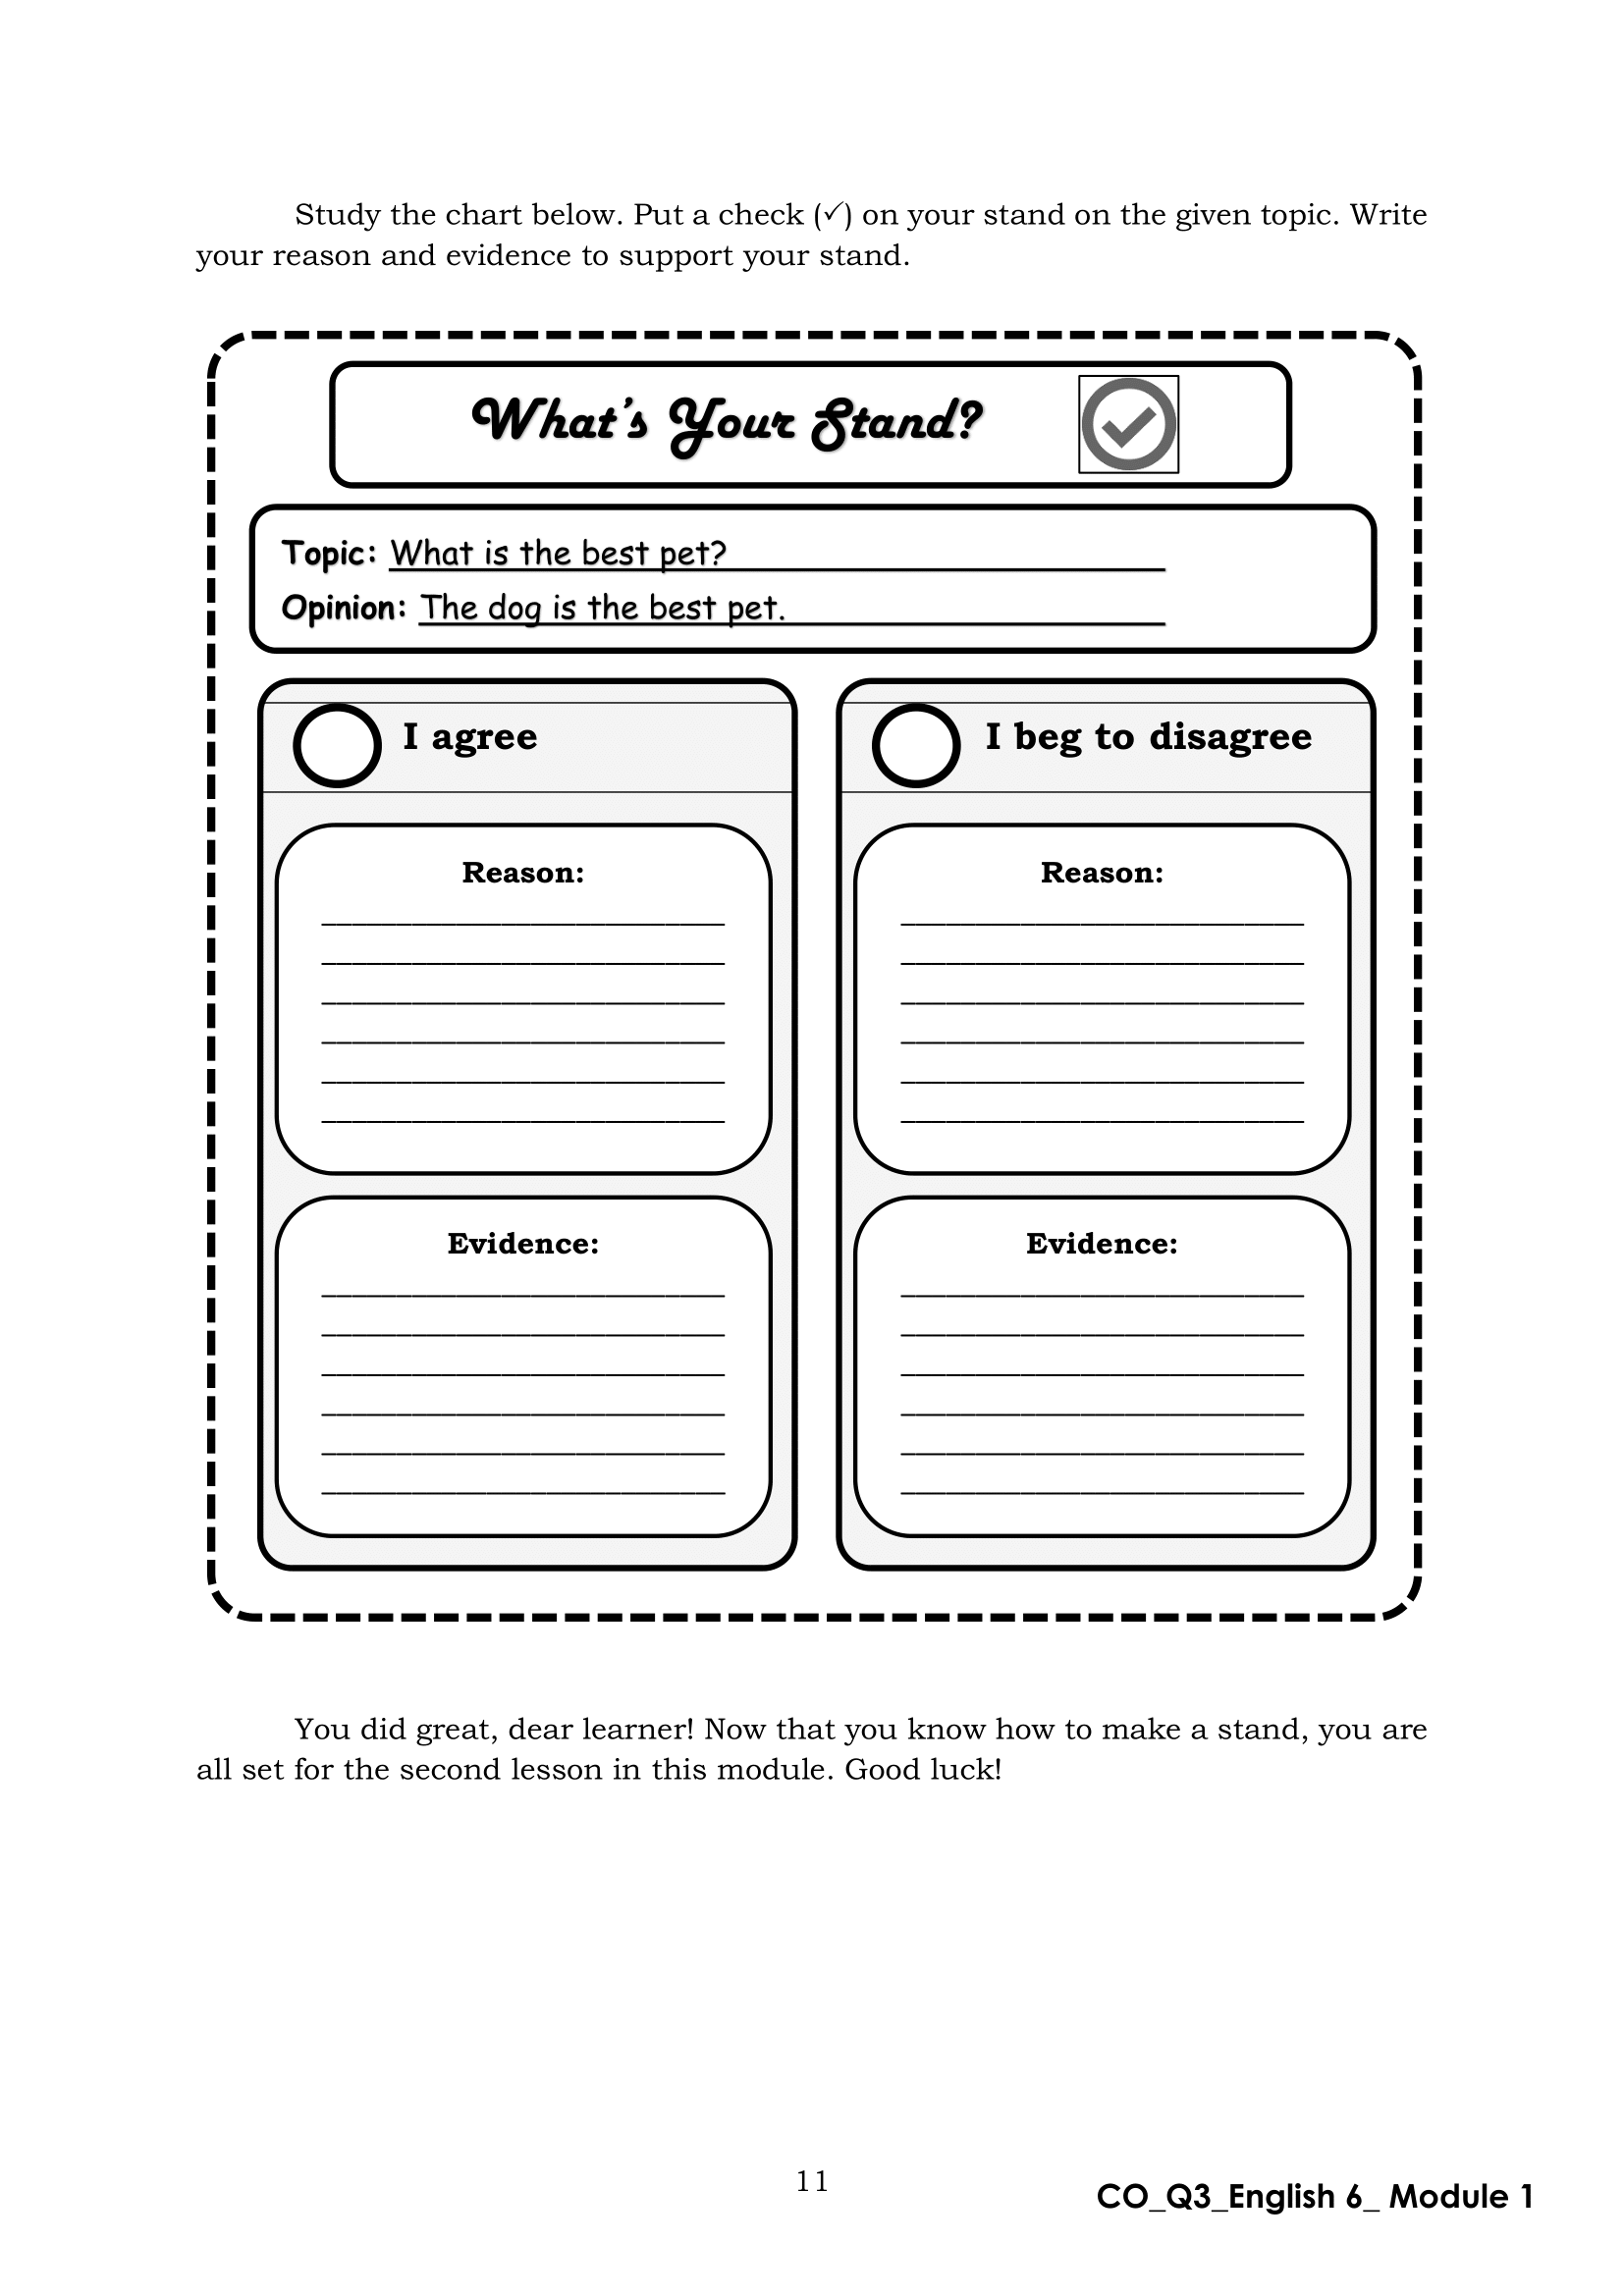 Study the chart below. Put a check (✓) on your stand on the given topic. Write
your reason and evidence to support your stand.
What's Your Stand?
Topic: What is the best pet?
Opinion: The dog is the best pet.
I agree
Reason:
Evidence:
I beg to disagree
Reason:
Evidence:
You did great, dear learner! Now that you know how to make a stand, you are
all set for the second lesson in this module. Good luck!
11
CO_Q3_English 6_ Module 1